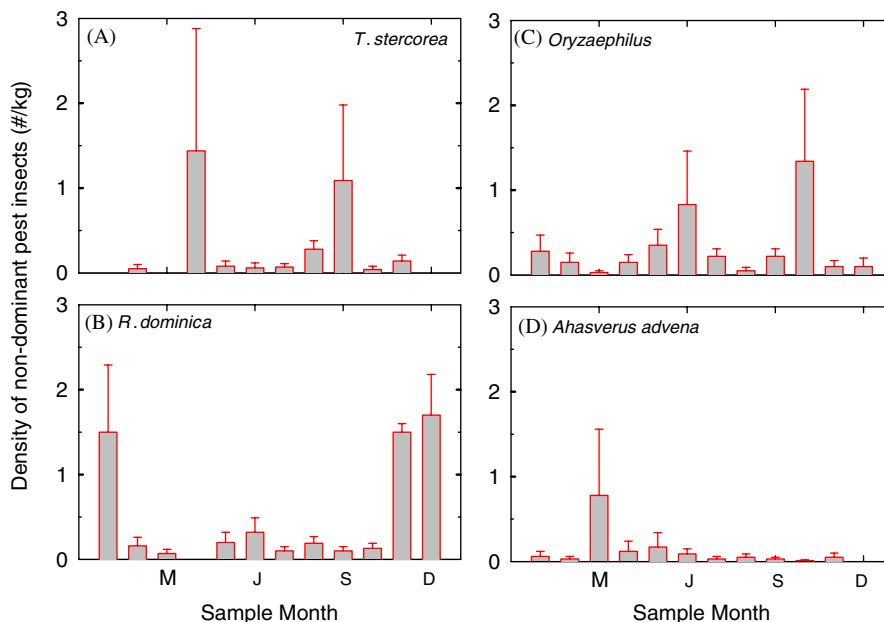 Density of non-dominant pest insects (#/kg)
(A) T. stercorea
3
2
1
0
(B) R. dominica
3
2
1
0
M J S D
Sample Month
(C) Oryzaephilus
3
2
1
0
(D) Ahasverus advena
3
2
1
0
M J S D
Sample Month